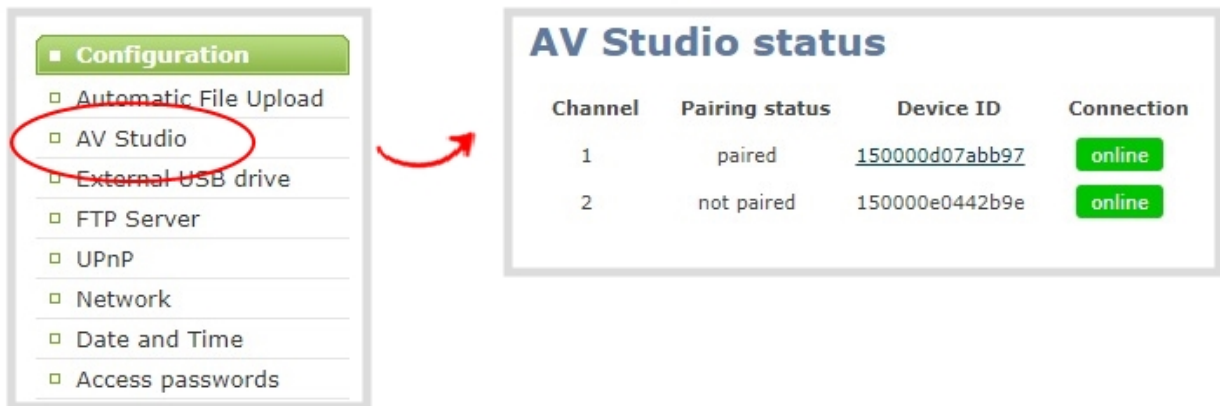 Configuration
Automatic File Upload
AV Studio
External USB drive
FTP Server
UPnP
Network
Date and Time
Access passwords
AV Studio status
Channel Pairing status Device ID Connection
1 paired 150000d07abb97 online
2 not paired 150000e0442b9e online